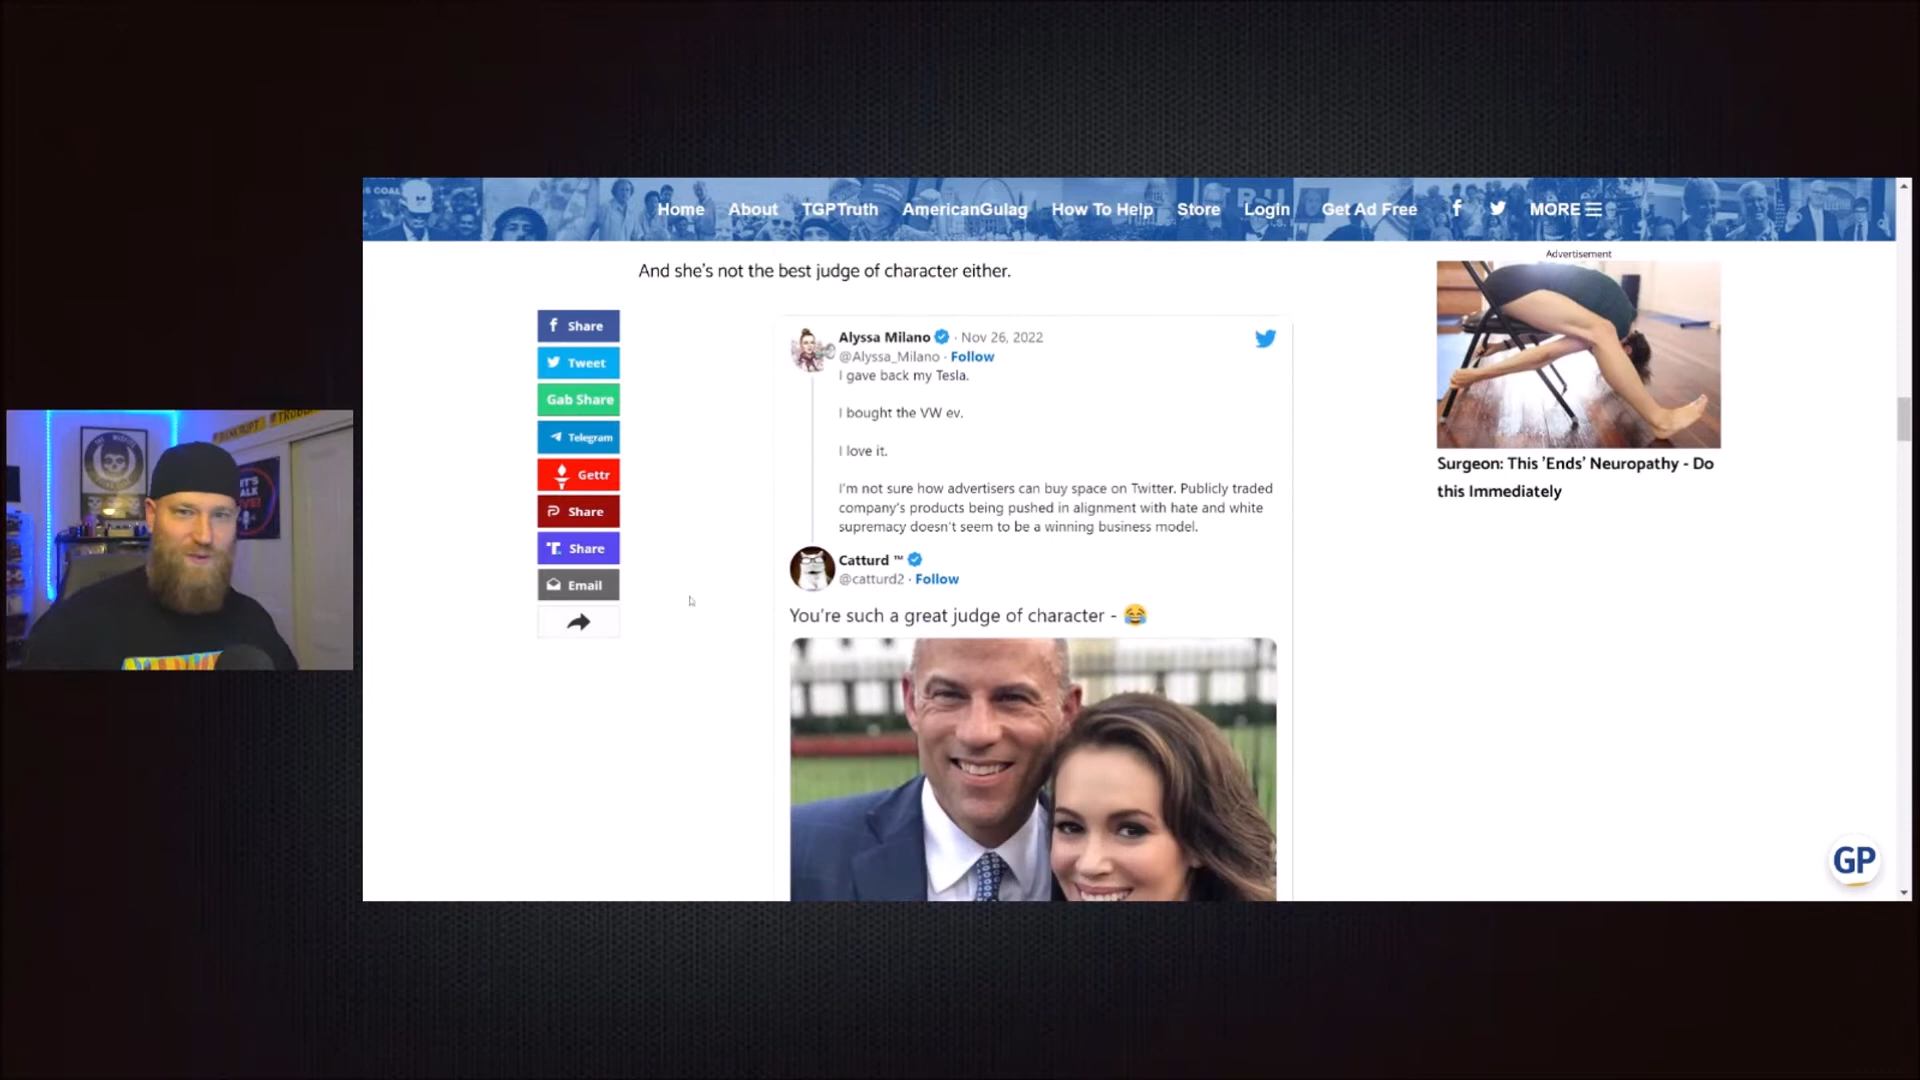 Home About TGPTruth AmericanGulag How To Help Store Login Get Ad Free MORE
And she's not the best judge of character either.
Share
Tweet
Gab Share
Telegram
Gettr
Share
Share
Email
Alyssa Milano · Nov 26, 2022
@Alyssa_Milano · Follow
I gave back my Tesla.
I bought the VW ev.
I love it.
I'm not sure how advertisers can buy space on Twitter. Publicly traded
company's products being pushed in alignment with hate and white
supremacy doesn't seem to be a winning business model.
Catturd ™
@catturd2 · Follow
You're such a great judge of character - 😂
Advertisement
Surgeon: This 'Ends' Neuropathy - Do
this Immediately
GP